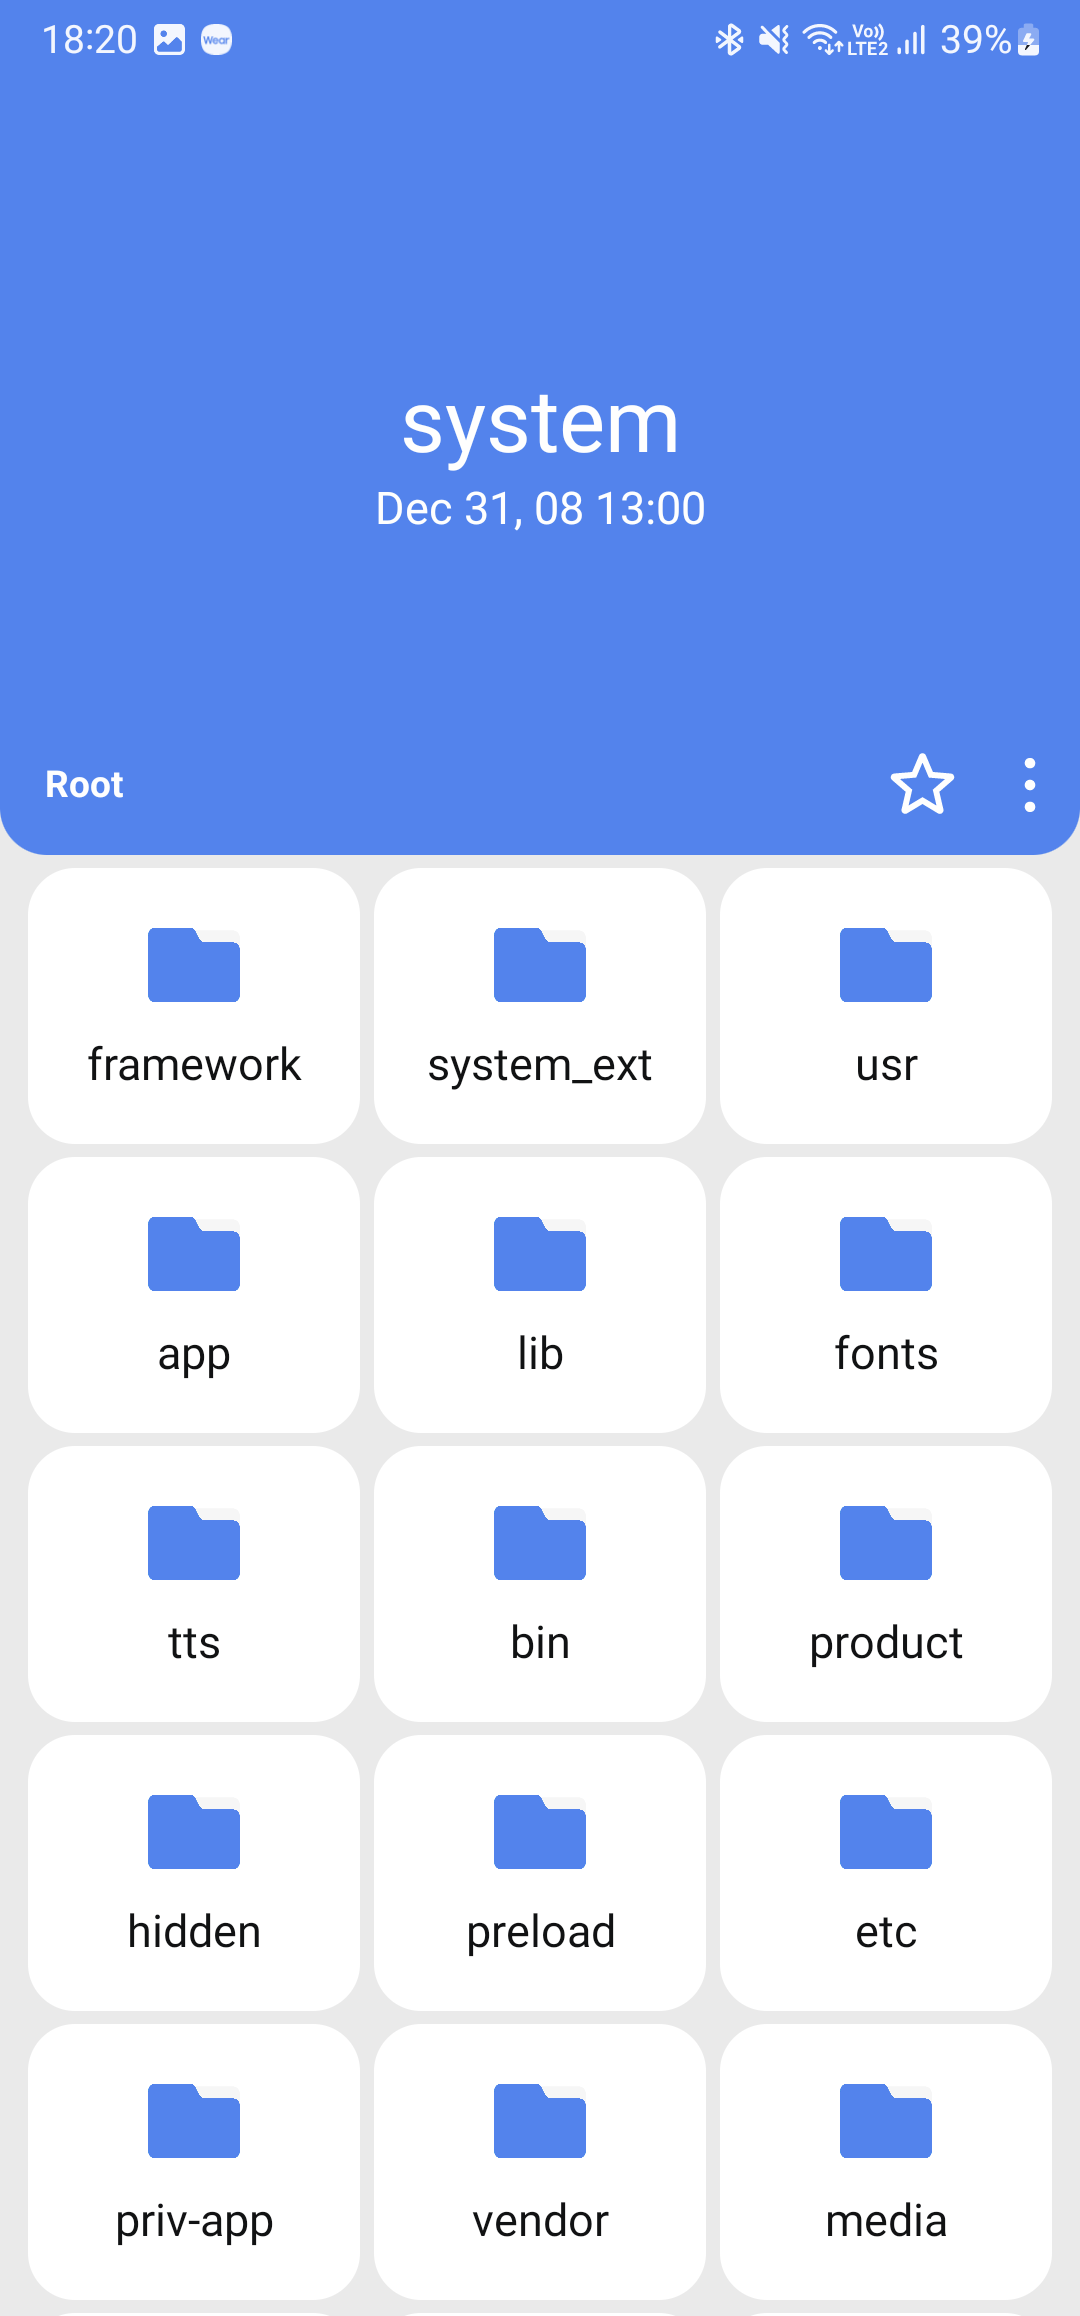 18:20 Wear Vo)) LTE2 39%
system
Dec 31, 08 13:00
Root
framework system_ext usr
app lib fonts
tts bin product
hidden preload etc
priv-app vendor media